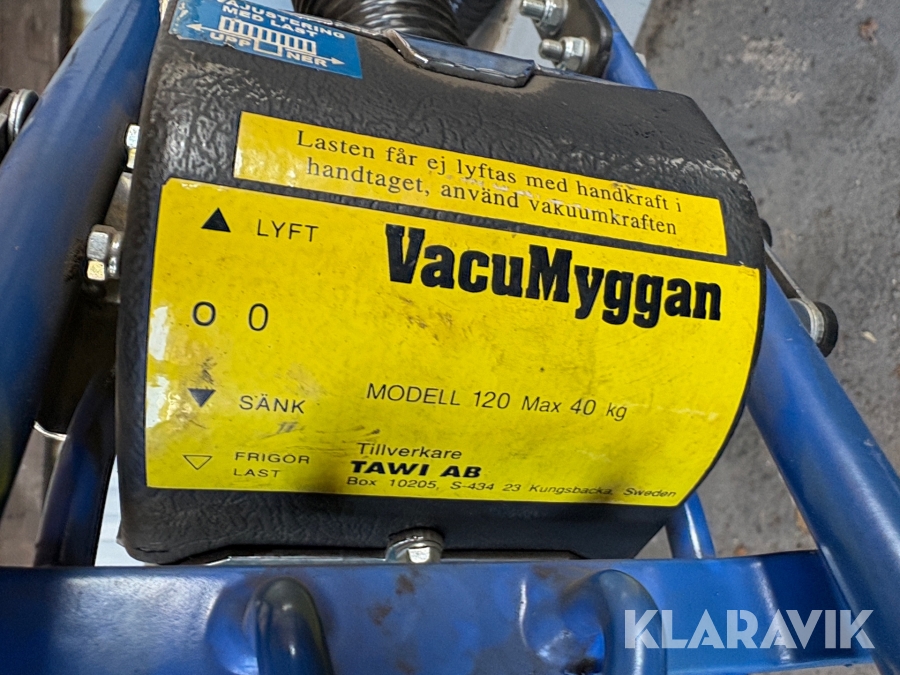 MED LAST
UPP
NER
Lasten får ej lyftas med handkraft i
handtaget, använd vakuumkraften
LYFT
VacuMyggan
O 0
MODELL 120 Max 40 kg
SÄNK
Tillverkare
FRIGÖR
LAST
TAWI AB
Box 10205, S-434 23 Kungsbacka, Sweden
KLARAVIK